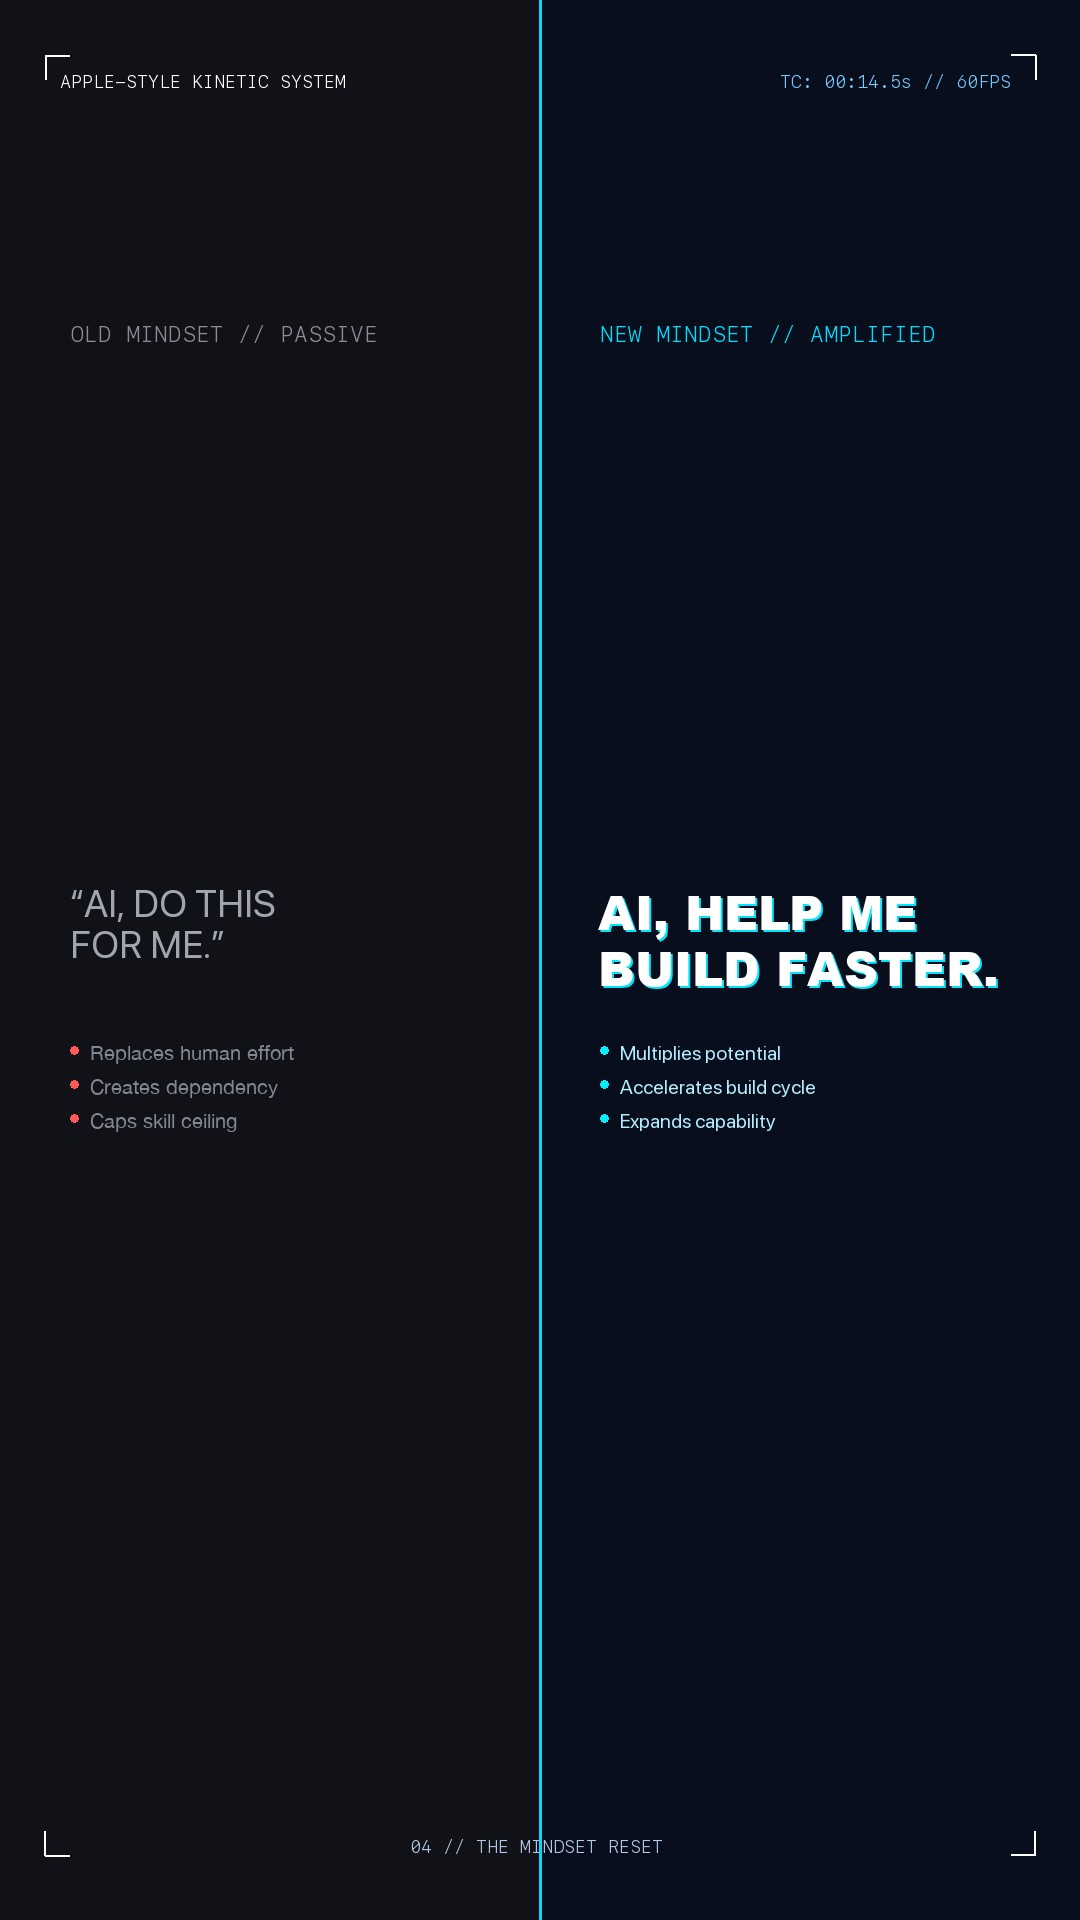 APPLE–STYLE KINETIC SYSTEM
TC: 00:14.5s // 60FPS
OLD MINDSET // PASSIVE
“AI, DO THIS
FOR ME.”
Replaces human effort
Creates dependency
Caps skill ceiling
NEW MINDSET // AMPLIFIED
AI, HELP ME
BUILD FASTER.
Multiplies potential
Accelerates build cycle
Expands capability
04 // THE MINDSET RESET